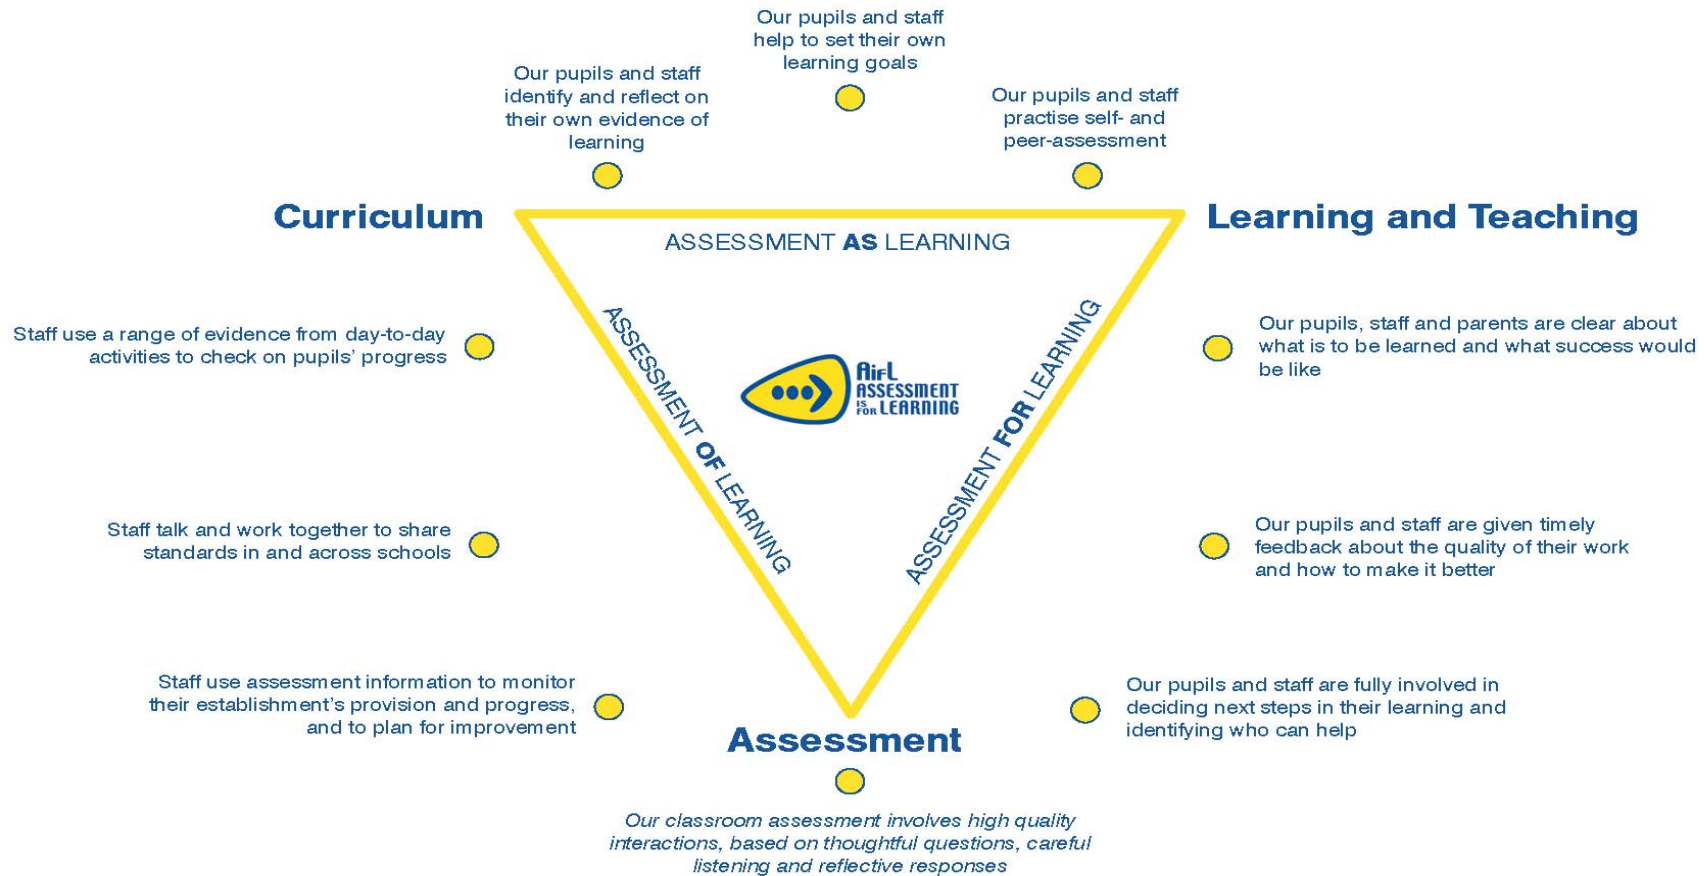 Our pupils and staff
help to set their own
learning goals
Our pupils and staff
identify and reflect on
their own evidence of
learning
Our pupils and staff
practise self- and
peer-assessment
Curriculum
Learning and Teaching
ASSESSMENT AS LEARNING
ASSESSMENT OF LEARNING
ASSESSMENT FOR LEARNING
AifL
ASSESSMENT
IS
FOR LEARNING
Staff use a range of evidence from day-to-day
activities to check on pupils’ progress
Our pupils, staff and parents are clear about
what is to be learned and what success would
be like
Staff talk and work together to share
standards in and across schools
Our pupils and staff are given timely
feedback about the quality of their work
and how to make it better
Staff use assessment information to monitor
their establishment’s provision and progress,
and to plan for improvement
Our pupils and staff are fully involved in
deciding next steps in their learning and
identifying who can help
Assessment
Our classroom assessment involves high quality
interactions, based on thoughtful questions, careful
listening and reflective responses